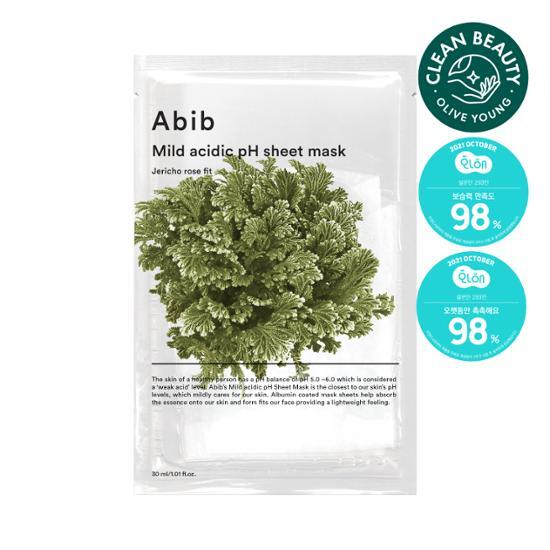 Abib
Mild acidic pH sheet mask
Jericho rose fit
The skin of a healthy person has a pH balance of pH 5.0 ~6.0 which is considered
a 'weak acid' level. Abib's Mild acidic pH Sheet Mask is the closest to our skin's pH
levels, which mildly cares for our skin. Albumin coated mask sheets help absorb
the essence onto our skin and form fits our face providing a lightweight feeling.
30 ml/1.01 fl.oz.
CLEAN BEAUTY
OLIVE YOUNG
2021 OCTOBER
보습력 만족도
98%
2021 OCTOBER
오랫동안 촉촉해요
98%